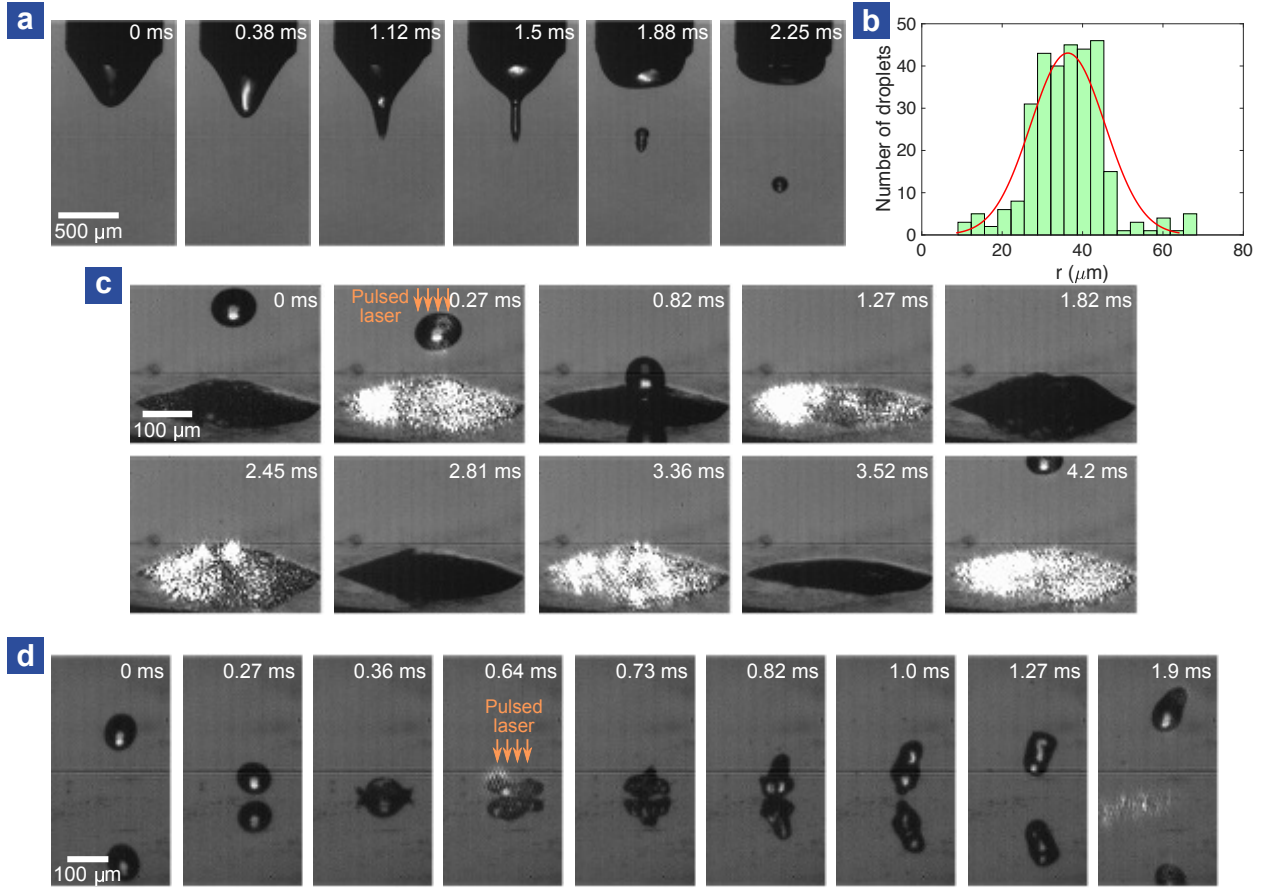 a
0 ms
0.38 ms
1.12 ms
1.5 ms
1.88 ms
2.25 ms
500 μm
b
50
40
30
20
10
0
Number of droplets
0
20
40
60
80
r (μm)
c
0 ms
100 μm
Pulsed
laser
0.27 ms
0.82 ms
1.27 ms
1.82 ms
2.45 ms
2.81 ms
3.36 ms
3.52 ms
4.2 ms
d
0 ms
100 μm
0.27 ms
0.36 ms
0.64 ms
Pulsed
laser
0.73 ms
0.82 ms
1.0 ms
1.27 ms
1.9 ms